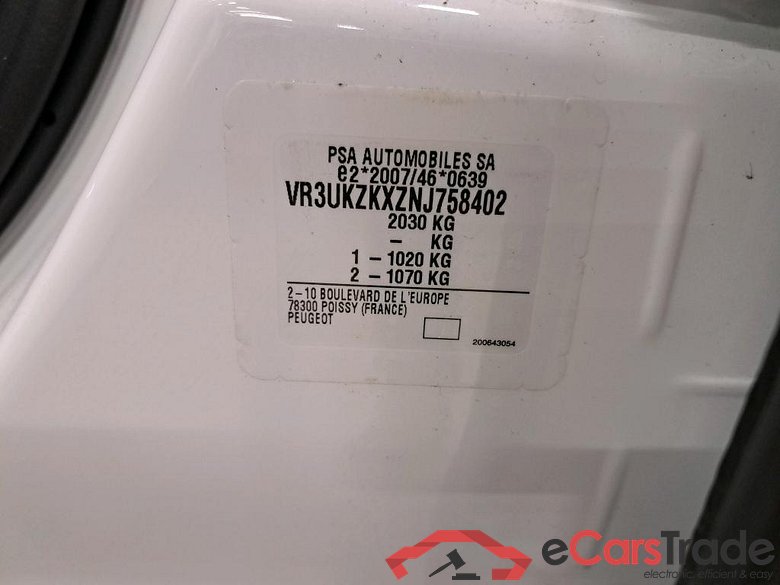 PSA AUTOMOBILES SA
e2*2007/46*0639
VR3UKZKXZNJ758402
2030 KG
– KG
1 – 1020 KG
2 – 1070 KG
2–10 BOULEVARD DE L'EUROPE
78300 POISSY (FRANCE)
PEUGEOT
200643054
eCarsTrade
electronic, efficient & easy